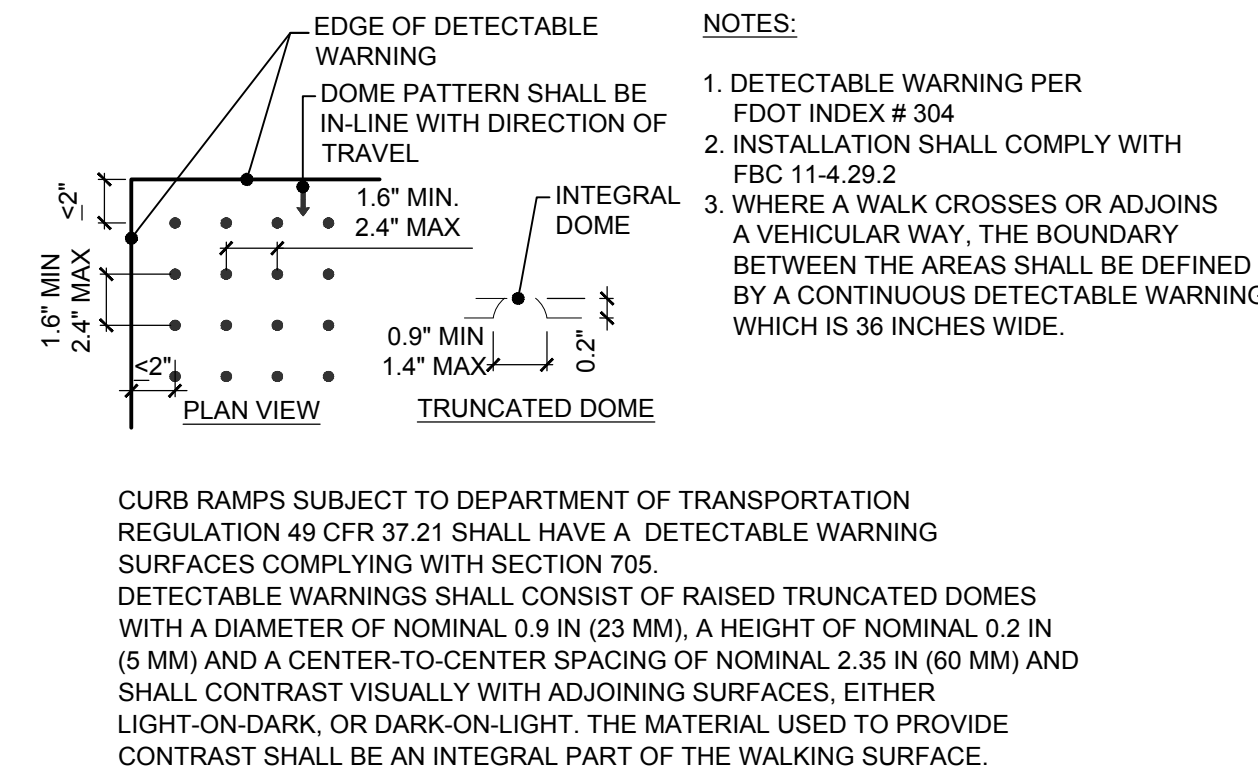 EDGE OF DETECTABLE
WARNING
DOME PATTERN SHALL BE
IN-LINE WITH DIRECTION OF
TRAVEL
≤2"
1.6" MIN.
2.4" MAX
1.6" MIN
2.4" MAX
≤2"
PLAN VIEW
INTEGRAL
DOME
0.9" MIN
1.4" MAX
0.2"
TRUNCATED DOME
NOTES:
1. DETECTABLE WARNING PER
FDOT INDEX # 304
2. INSTALLATION SHALL COMPLY WITH
FBC 11-4.29.2
3. WHERE A WALK CROSSES OR ADJOINS
A VEHICULAR WAY, THE BOUNDARY
BETWEEN THE AREAS SHALL BE DEFINED
BY A CONTINUOUS DETECTABLE WARNING
WHICH IS 36 INCHES WIDE.
CURB RAMPS SUBJECT TO DEPARTMENT OF TRANSPORTATION
REGULATION 49 CFR 37.21 SHALL HAVE A DETECTABLE WARNING
SURFACES COMPLYING WITH SECTION 705.
DETECTABLE WARNINGS SHALL CONSIST OF RAISED TRUNCATED DOMES
WITH A DIAMETER OF NOMINAL 0.9 IN (23 MM), A HEIGHT OF NOMINAL 0.2 IN
(5 MM) AND A CENTER-TO-CENTER SPACING OF NOMINAL 2.35 IN (60 MM) AND
SHALL CONTRAST VISUALLY WITH ADJOINING SURFACES, EITHER
LIGHT-ON-DARK, OR DARK-ON-LIGHT. THE MATERIAL USED TO PROVIDE
CONTRAST SHALL BE AN INTEGRAL PART OF THE WALKING SURFACE.